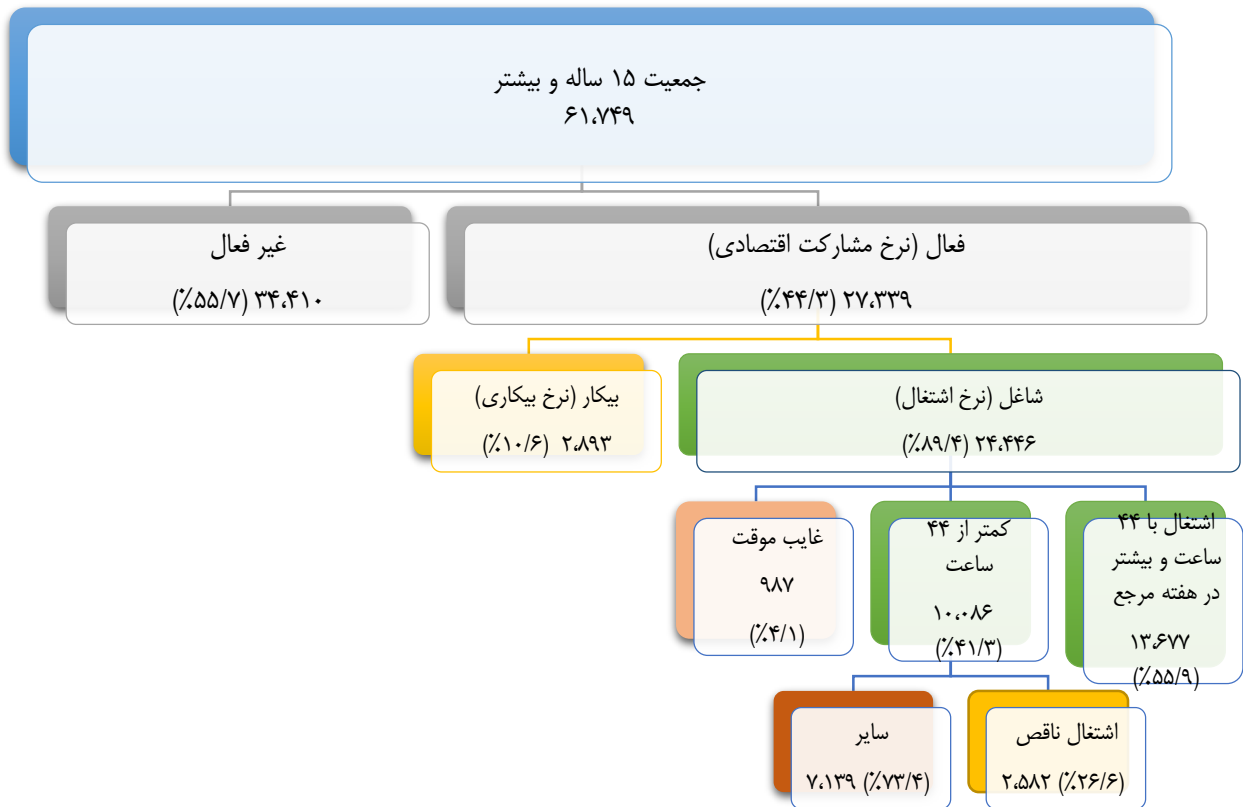 جمعیت ۱۵ ساله و بیشتر
۶۱،۷۴۹
فعال (نرخ مشارکت اقتصادی)
۲۷،۳۳۹ (٪۴۴/۳)
غیر فعال
۳۴،۴۱۰ (٪۵۵/۷)
شاغل (نرخ اشتغال)
۲۴،۴۴۶ (٪۸۹/۴)
بیکار (نرخ بیکاری)
۲،۸۹۳ (٪۱۰/۶)
اشتغال با ۴۴
ساعت و بیشتر
در هفته مرجع
۱۳،۶۷۷
(٪۵۵/۹)
کمتر از ۴۴
ساعت
۱۰،۰۸۶
(٪۴۱/۳)
غایب موقت
۹۸۷
(٪۴/۱)
اشتغال ناقص
۲،۵۸۲ (٪۲۶/۶)
سایر
۷،۱۳۹ (٪۷۳/۴)